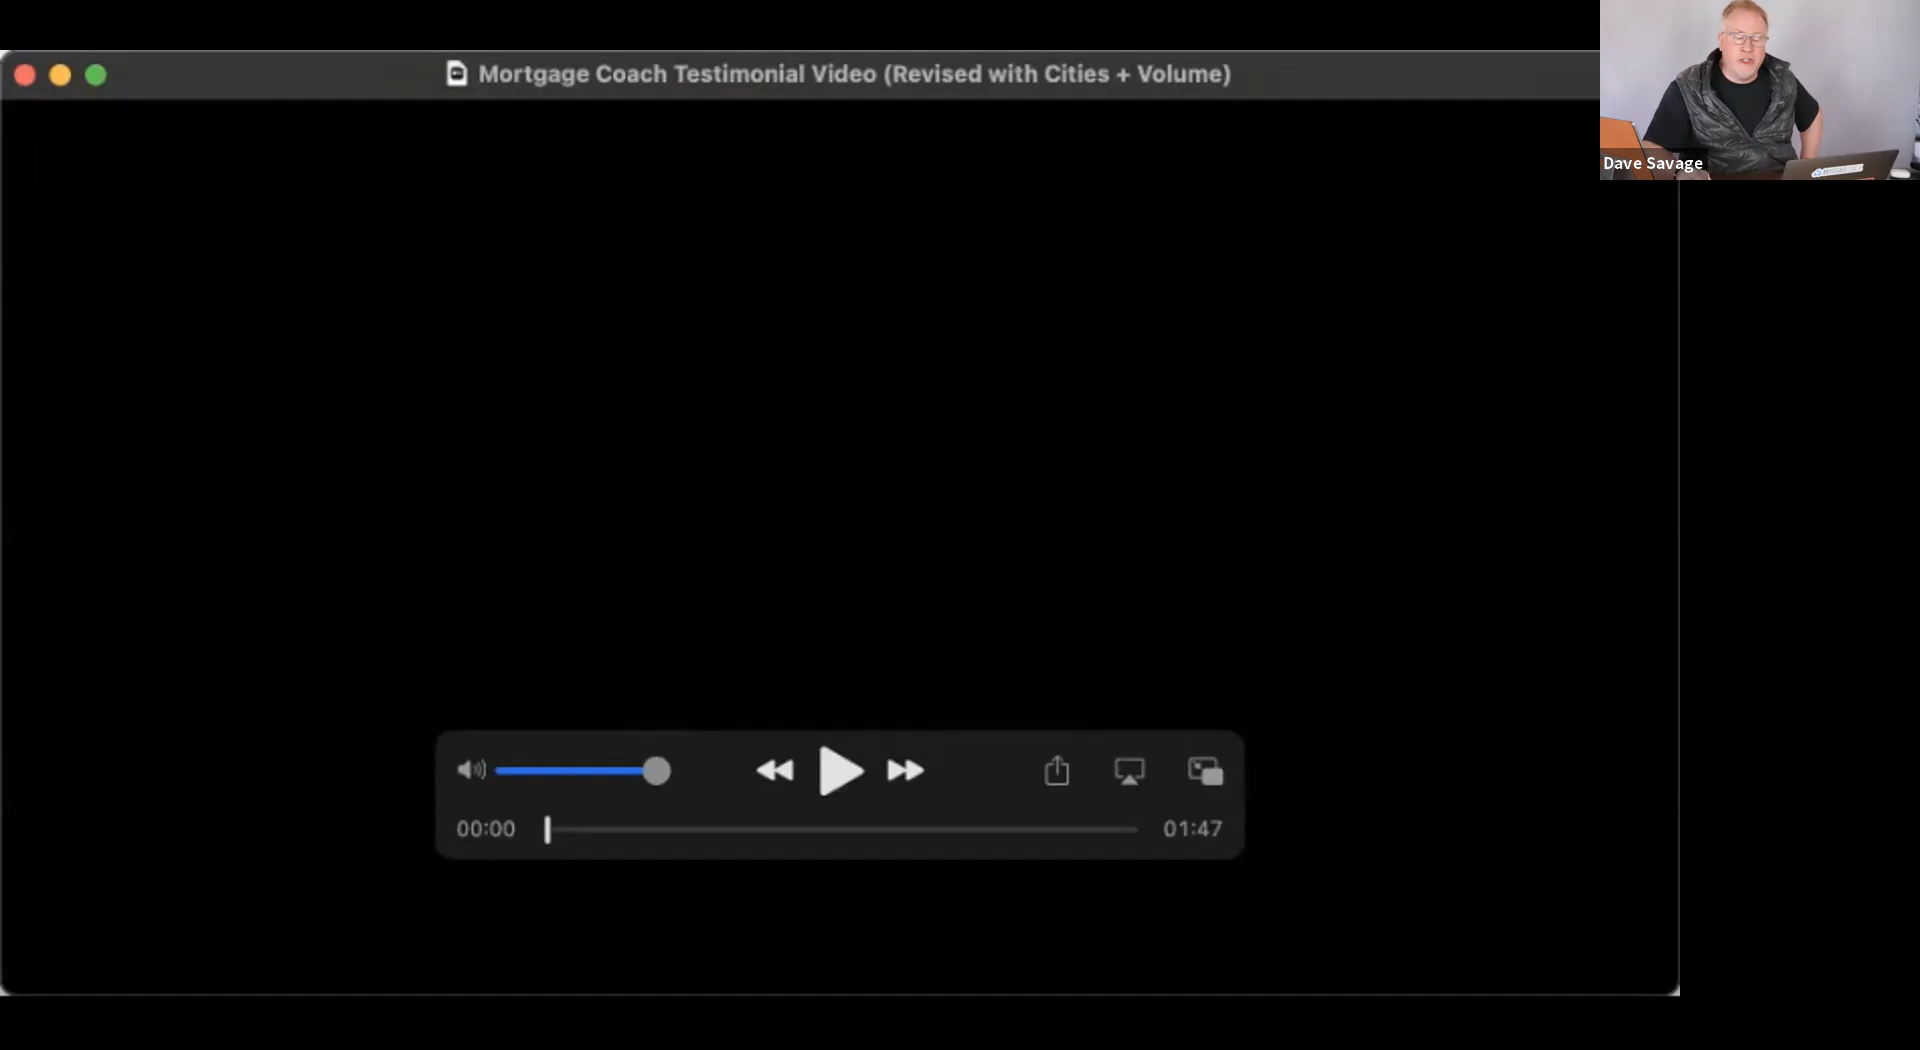 Mortgage Coach Testimonial Video (Revised with Cities + Volume)
Dave Savage
00:00
01:47